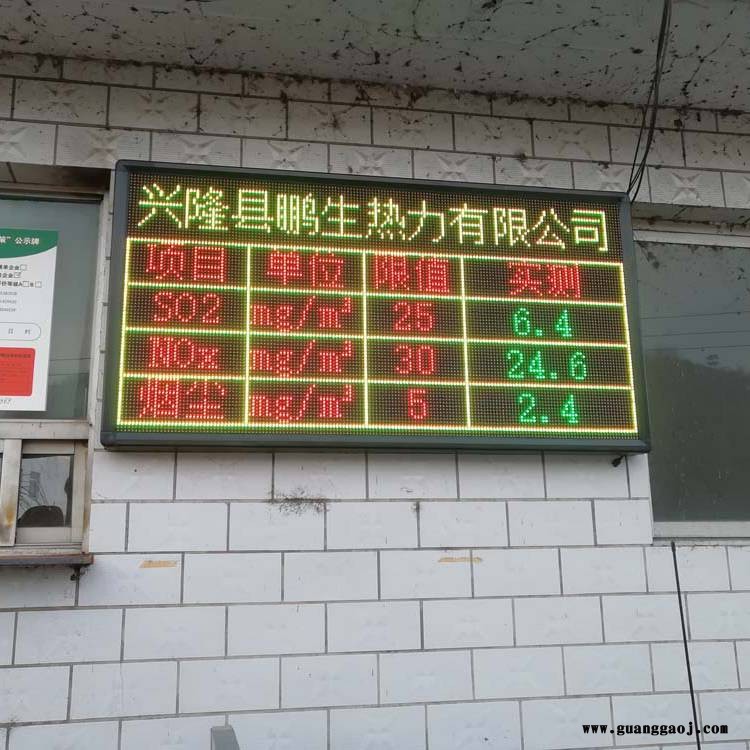 兴隆县鹏生热力有限公司
项目 单位 限值 实测
SO2 mg/m³ 25 6.4
NOx mg/m³ 30 24.6
烟尘 mg/m³ 5 2.4
公示牌
www.guanggaoj.com